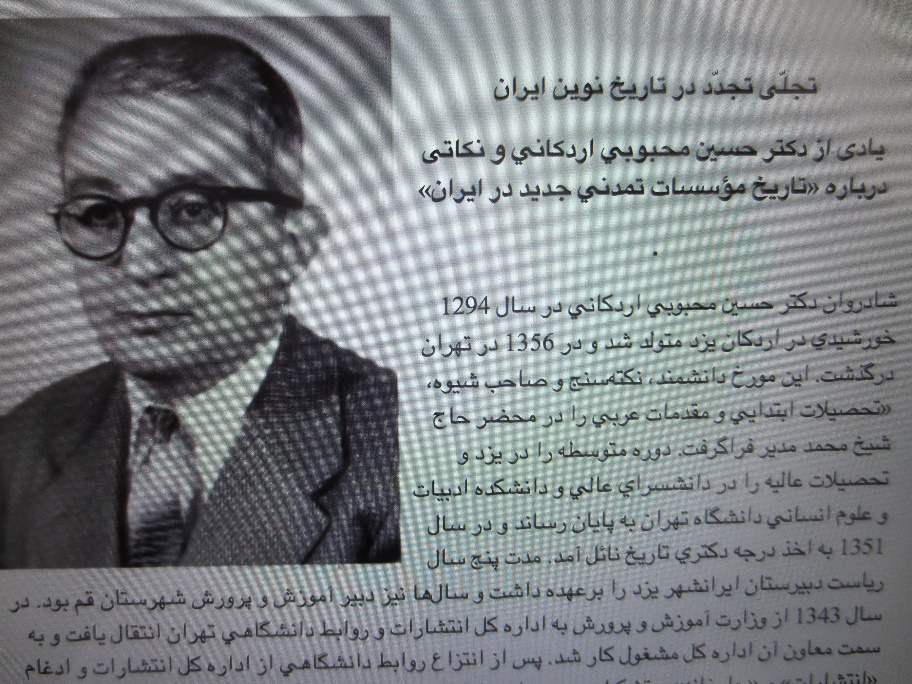 تجلّی تجدّد در تاریخ نوین ایران
یادی از دکتر حسین محبوبي اردکاني و نکاتی
درباره «تاریخ مؤسسات تمدني جدید در ایران»
شادروان دکتر حسین محبوبي اردکاني در سال 1294
خورشیدي در اردکان یزد متولد شد و در 1356 در تهران
درگذشت. این مورخ دانشمند، نکته‌سنج و صاحب شیوه،
«تحصیلات ابتدایي و مقدمات عربي را در محضر حاج
شیخ محمد مدیر فراگرفت. دوره متوسطه را در یزد و
تحصیلات عالیه را در دانشسراي عالي و دانشکده ادبیات
و علوم انساني دانشگاه تهران به پایان رساند و در سال
1351 به اخذ درجه دکتري تاریخ نائل آمد. مدت پنج سال
ریاست دبیرستان ایرانشهر یزد را برعهده داشت و سال‌ها نیز دبیر آموزش و پرورش شهرستان قم بود. در
سال 1343 از وزارت آموزش و پرورش به اداره کل انتشارات و روابط دانشگاهي تهران انتقال یافت و به
سمت معاون آن اداره کل مشغول کار شد. پس از انتزاع روابط دانشگاهي از اداره کل انتشارات و ادغام